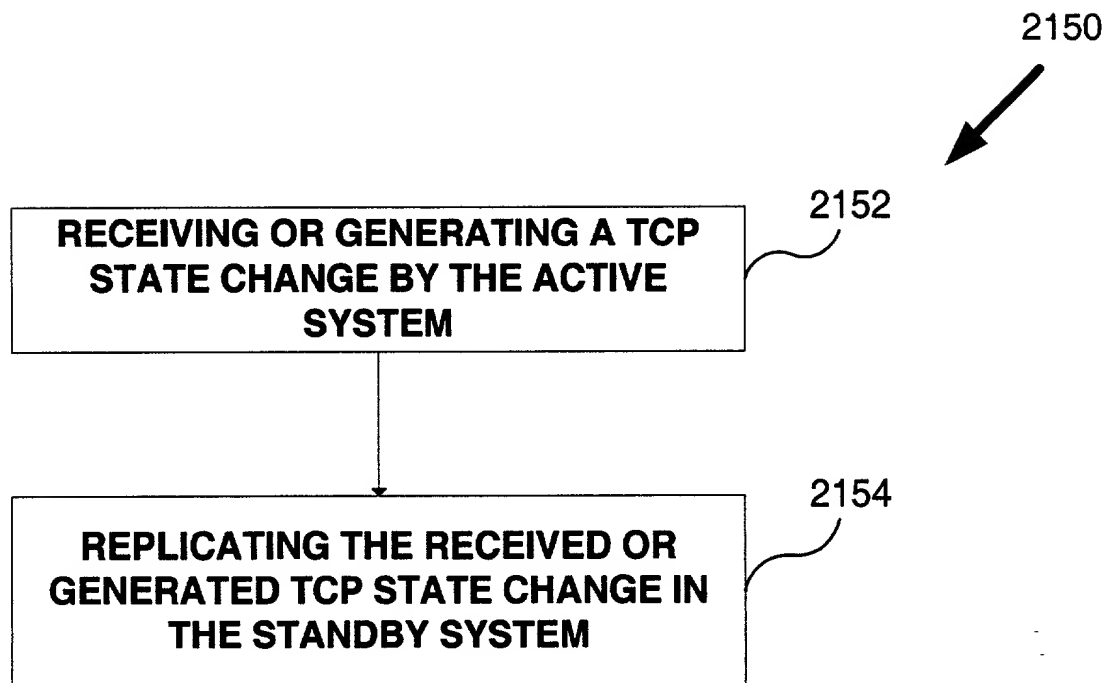 2150
2152
RECEIVING OR GENERATING A TCP
STATE CHANGE BY THE ACTIVE
SYSTEM
2154
REPLICATING THE RECEIVED OR
GENERATED TCP STATE CHANGE IN
THE STANDBY SYSTEM